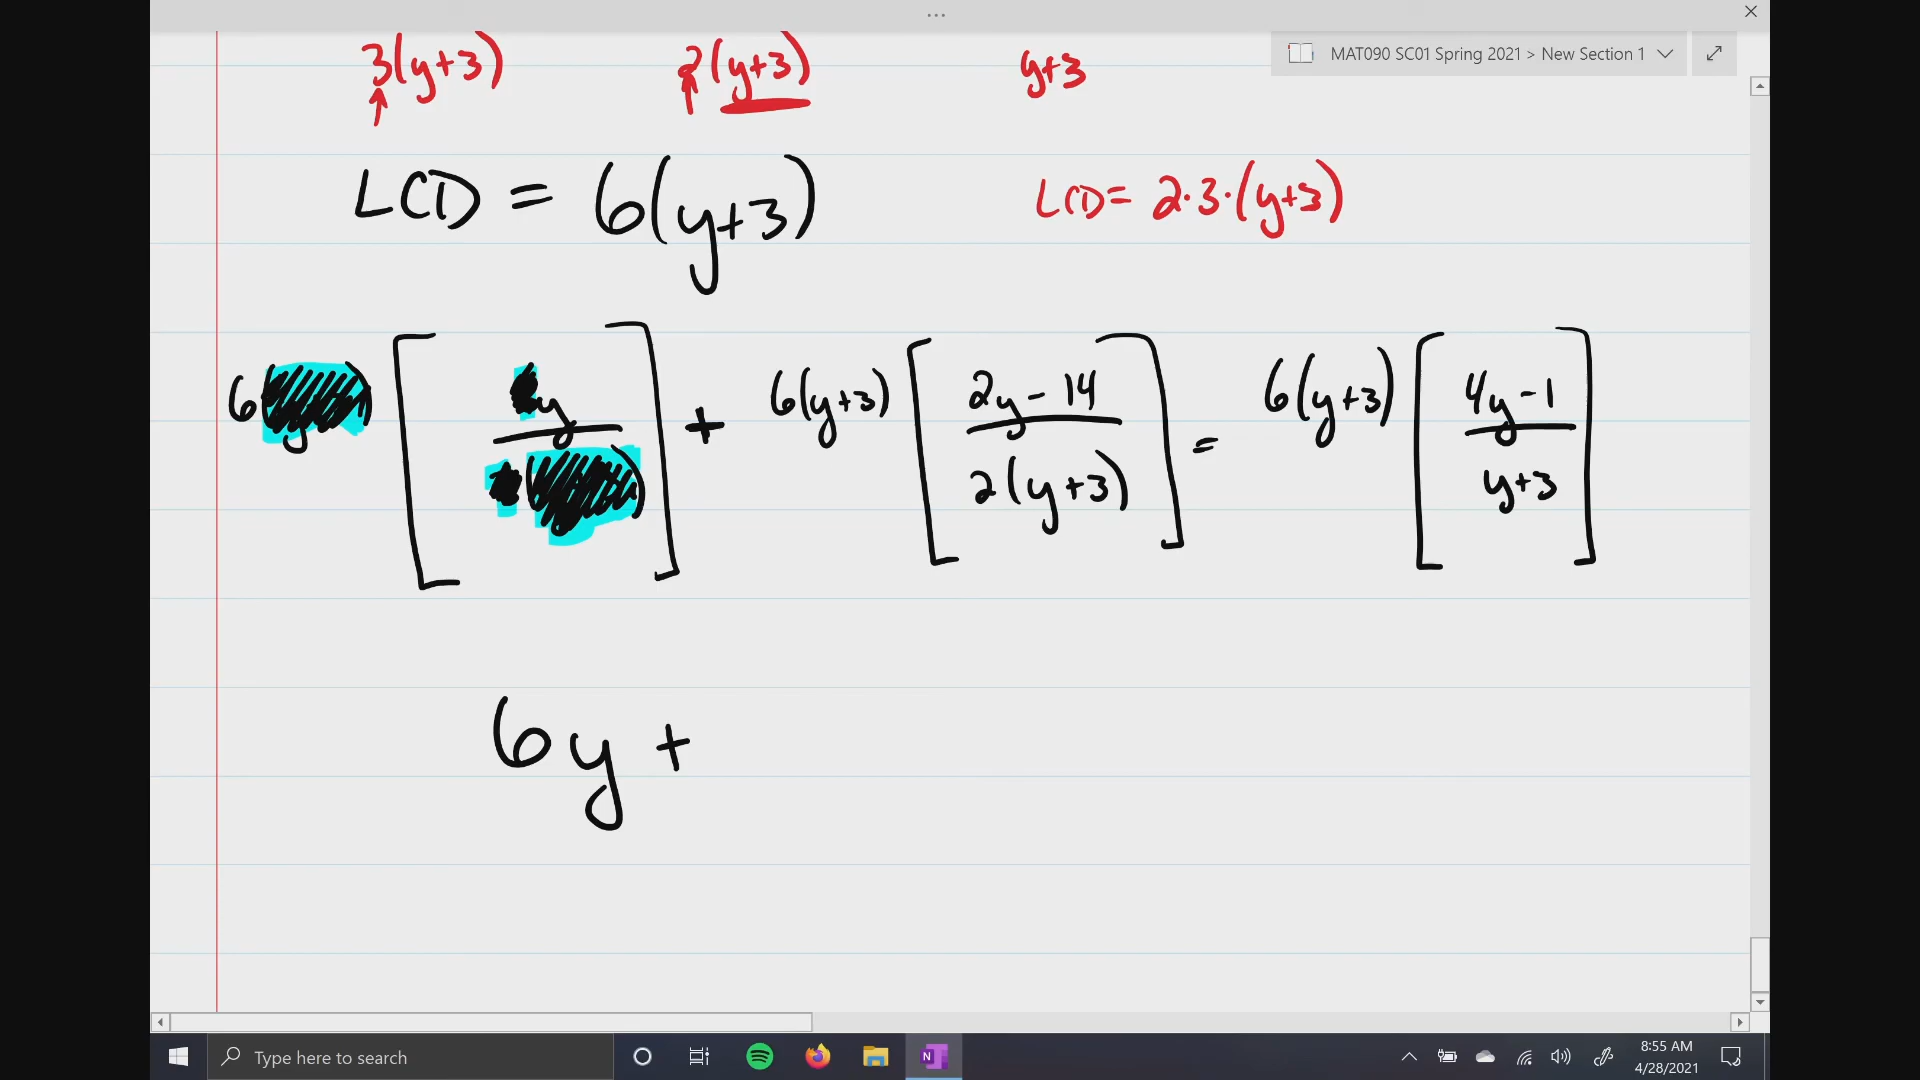 MAT090 SC01 Spring 2021 > New Section 1
3(y+3) 2(y+3) y+3
LCD = 6(y+3) LCD= 2·3·(y+3)
6( ) [ y / ( ) ] + 6(y+3) [ 2y-14 / 2(y+3) ] = 6(y+3) [ 4y-1 / y+3 ]
6y +
Type here to search
8:55 AM
4/28/2021